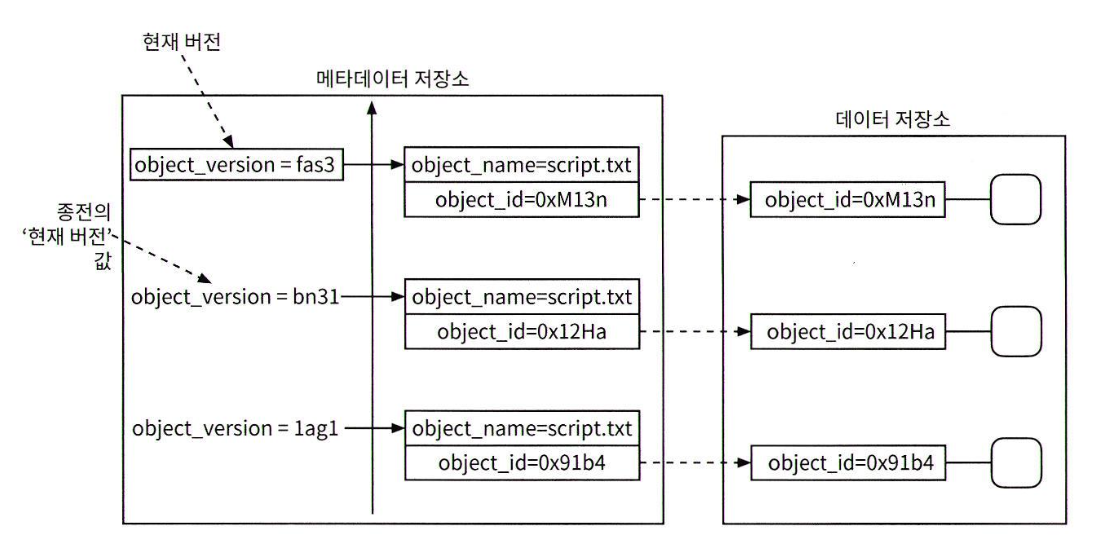 현재 버전
메타데이터 저장소
데이터 저장소
object_version = fas3
object_name=script.txt
object_id=0xM13n
object_id=0xM13n
종전의
‘현재 버전’
값
object_version = bn31
object_name=script.txt
object_id=0x12Ha
object_id=0x12Ha
object_version = 1ag1
object_name=script.txt
object_id=0x91b4
object_id=0x91b4